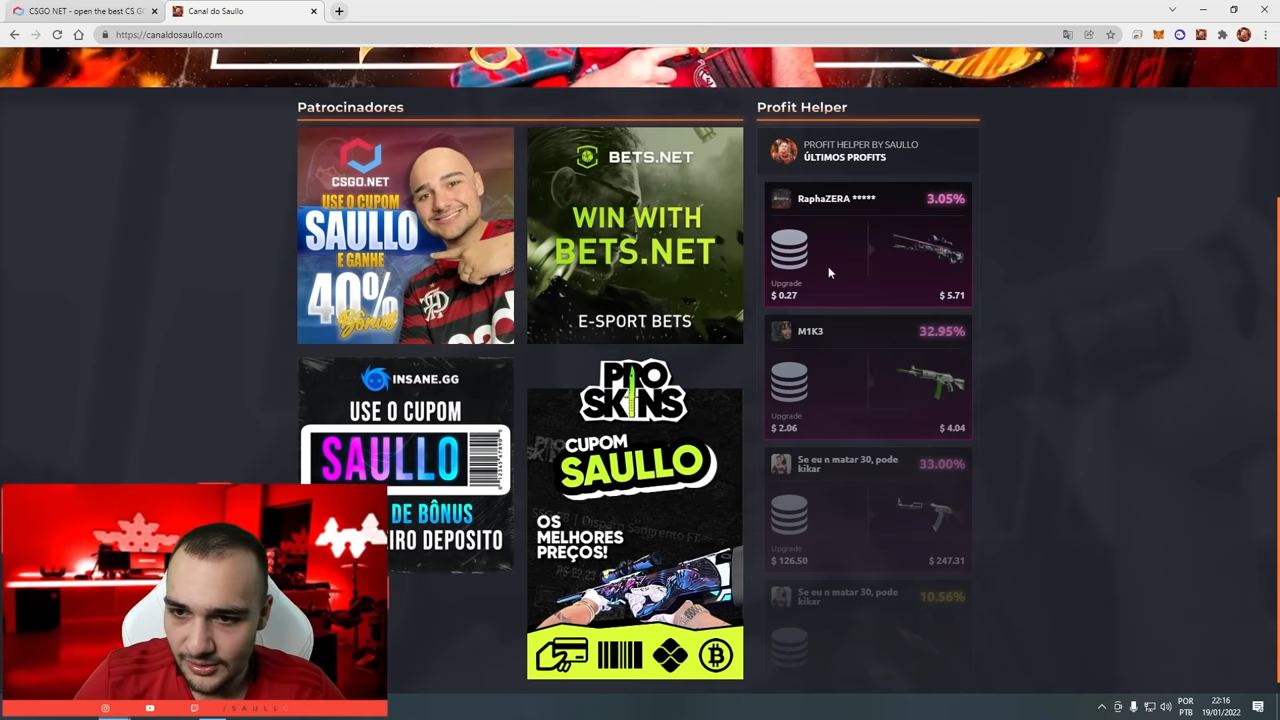 CSGO NET - open the best CS GO
Canal do Saullo
https://canaldosaullo.com
Patrocinadores
Profit Helper
CSGO.NET
USE O CUPOM
SAULLO
E GANHE
40%
Bônus
BETS.NET
WIN WITH
BETS.NET
E-SPORT BETS
PROFIT HELPER BY SAULLO
ÚLTIMOS PROFITS
RaphaZERA *****
3.05%
Upgrade
$ 0.27
$ 5.71
M1K3
32.95%
Upgrade
$ 2.06
$ 4.04
Se eu n matar 30, pode
kikar
33.00%
Upgrade
$ 126.50
$ 247.31
Se eu n matar 30, pode
kikar
10.56%
INSANE.GG
USE O CUPOM
SAULLO
DE BÔNUS
IRO DEPOSITO
PRO
SKINS
CUPOM
SAULLO
OS
MELHORES
PREÇOS!
/SAULLO
POR
PTB
22:16
19/01/2022